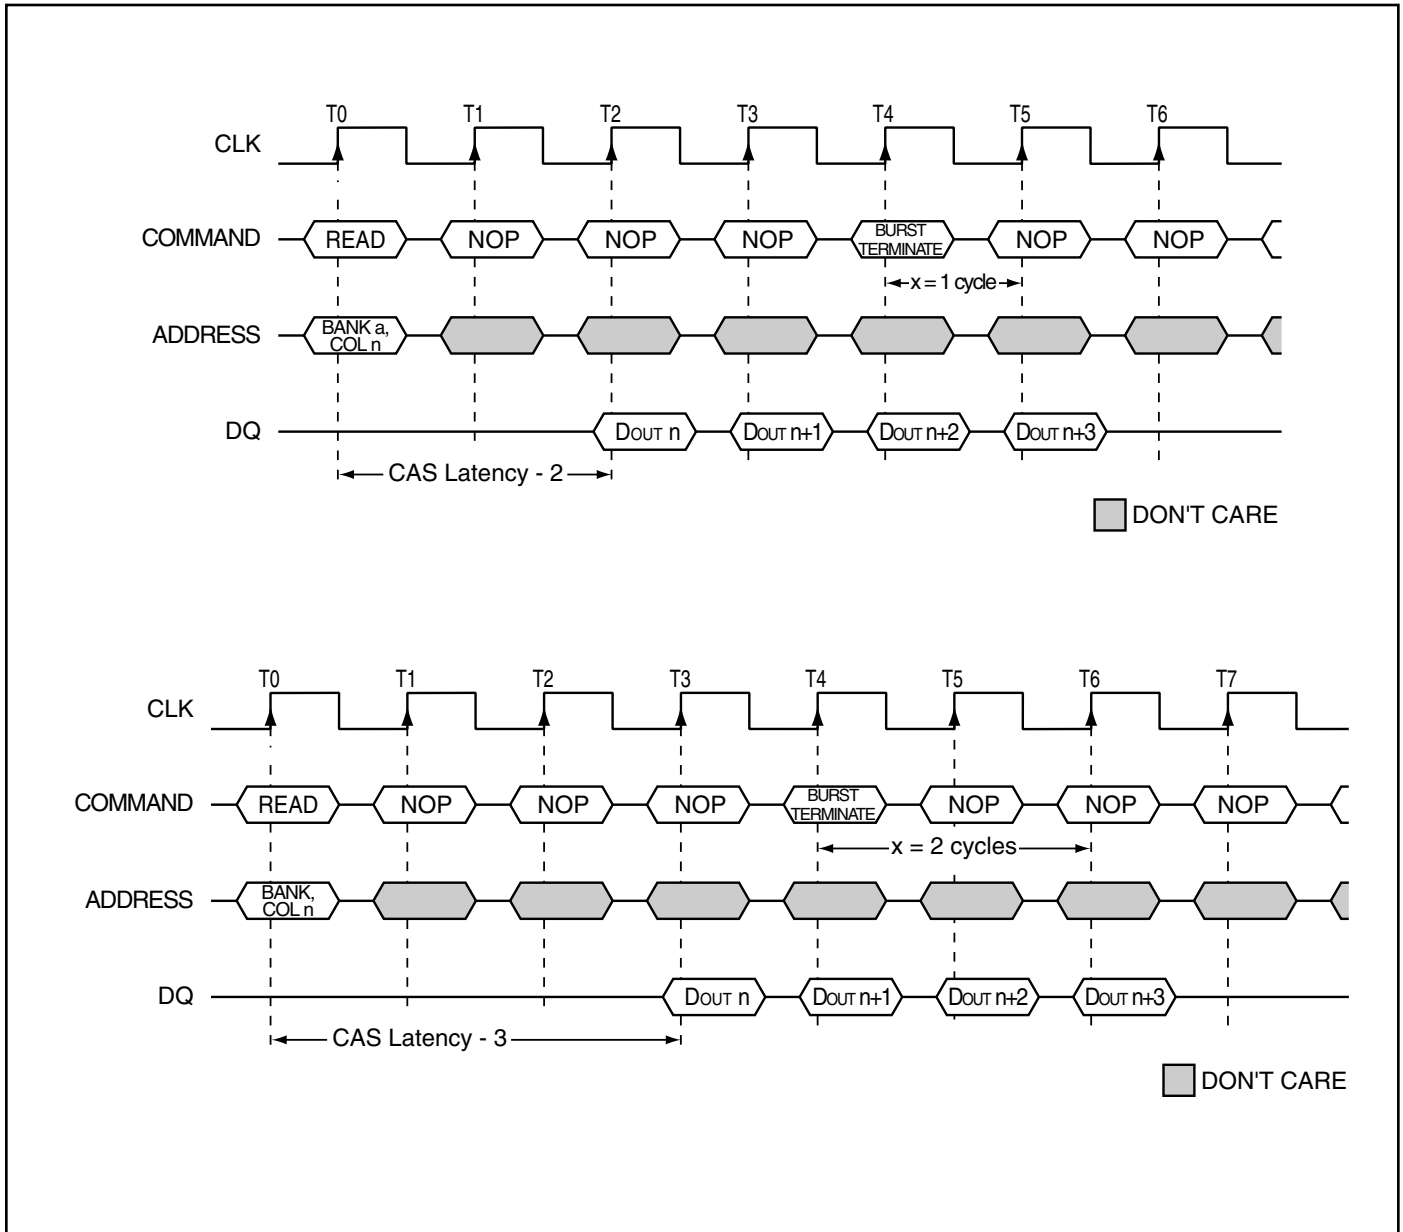 T0 T1 T2 T3 T4 T5 T6
CLK
COMMAND READ NOP NOP NOP BURST TERMINATE NOP NOP
x = 1 cycle
ADDRESS BANK a, COL n
DQ DOUT n DOUT n+1 DOUT n+2 DOUT n+3
CAS Latency - 2
DON'T CARE
T0 T1 T2 T3 T4 T5 T6 T7
CLK
COMMAND READ NOP NOP NOP BURST TERMINATE NOP NOP NOP
x = 2 cycles
ADDRESS BANK, COL n
DQ DOUT n DOUT n+1 DOUT n+2 DOUT n+3
CAS Latency - 3
DON'T CARE